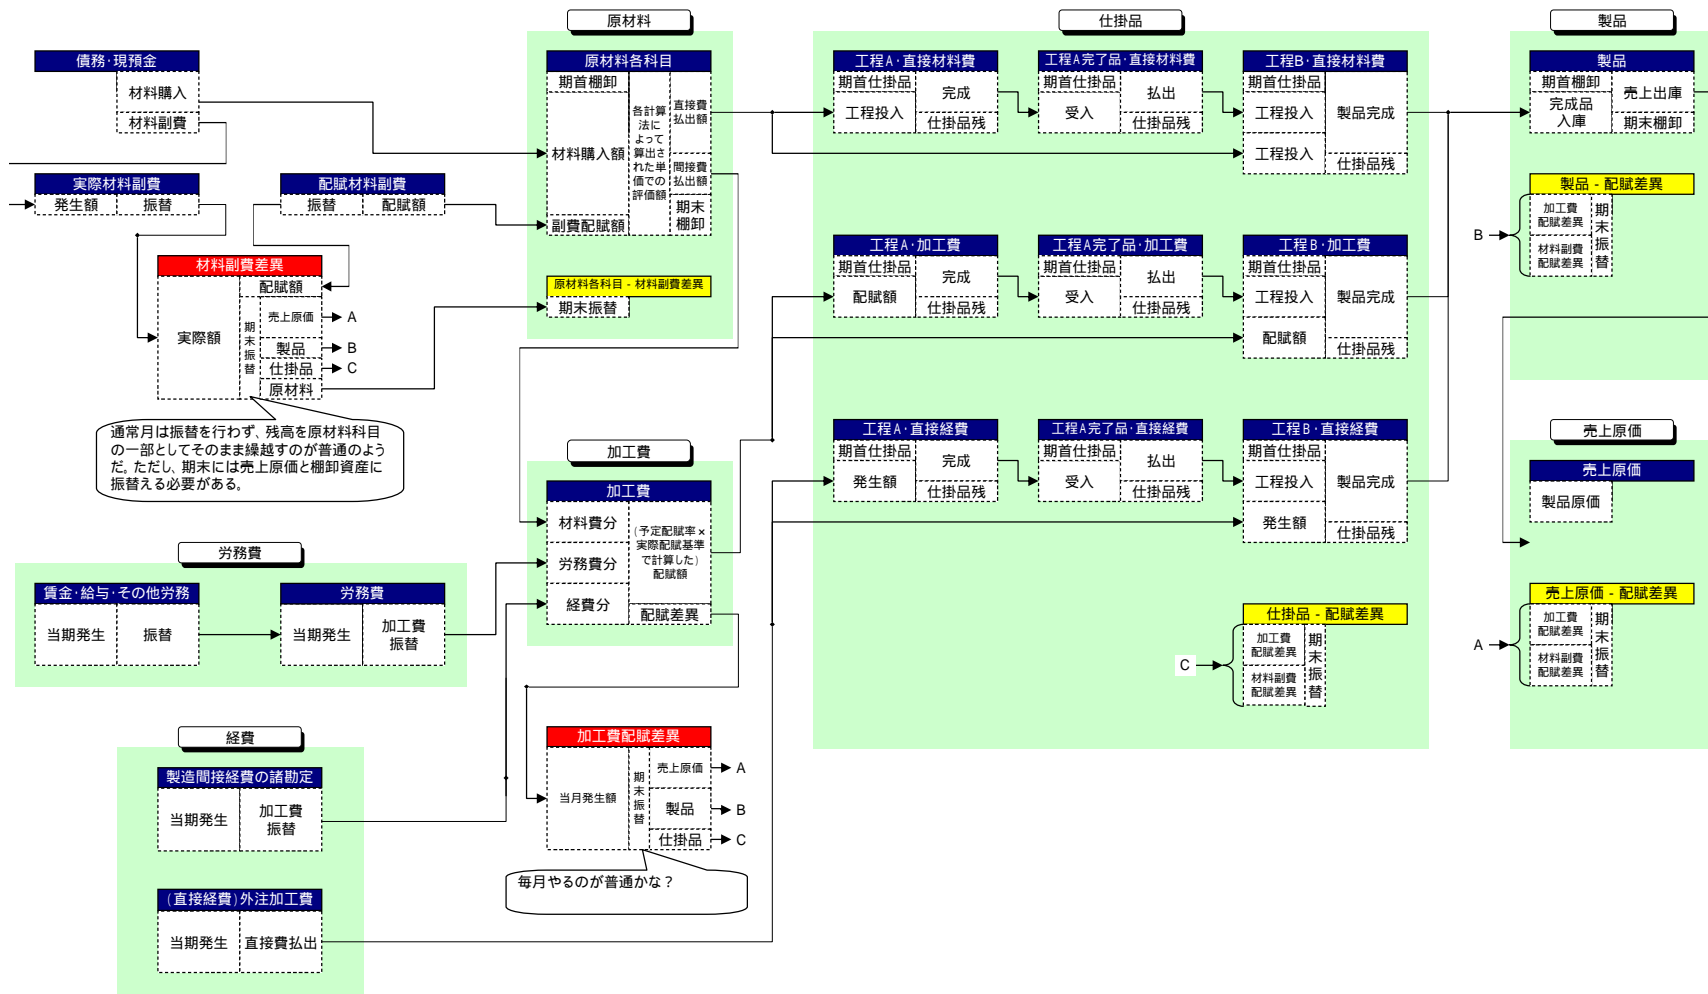 原材料
仕掛品
製品
債務・現預金
材料購入
材料副費
実際材料副費
発生額
振替
配賦材料副費
振替
配賦額
材料副費差異
実際額
配賦額
期
末
振
替
売上原価
A
製品
B
仕掛品
C
原材料
通常月は振替を行わず、残高を原材料科目
の一部としてそのまま繰越すのが普通のよう
だ。ただし、期末には売上原価と棚卸資産に
振替える必要がある。
原材料各科目
期首棚卸
材料購入額
副費配賦額
各計算
法に
よって
算出さ
れた単
価での
評価額
直接費
払出額
間接費
払出額
期末
棚卸
原材料各科目 - 材料副費差異
期末振替
工程A・直接材料費
期首仕掛品
工程投入
完成
仕掛品残
工程A完了品・直接材料費
期首仕掛品
受入
払出
仕掛品残
工程B・直接材料費
期首仕掛品
工程投入
工程投入
製品完成
仕掛品残
工程A・加工費
期首仕掛品
配賦額
完成
仕掛品残
工程A完了品・加工費
期首仕掛品
受入
払出
仕掛品残
工程B・加工費
期首仕掛品
工程投入
配賦額
製品完成
仕掛品残
工程A・直接経費
期首仕掛品
発生額
完成
仕掛品残
工程A完了品・直接経費
期首仕掛品
受入
払出
仕掛品残
工程B・直接経費
期首仕掛品
工程投入
発生額
製品完成
仕掛品残
仕掛品 - 配賦差異
C
加工費
配賦差異
材料副費
配賦差異
期
末
振
替
製品
期首棚卸
完成品
入庫
売上出庫
期末棚卸
製品 - 配賦差異
B
加工費
配賦差異
材料副費
配賦差異
期
末
振
替
売上原価
売上原価
製品原価
売上原価 - 配賦差異
A
加工費
配賦差異
材料副費
配賦差異
期
末
振
替
加工費
加工費
材料費分
労務費分
経費分
(予定配賦率×
実際配賦基準
で計算した)
配賦額
配賦差異
労務費
賃金・給与・その他労務
当期発生
振替
労務費
当期発生
加工費
振替
経費
製造間接経費の諸勘定
当期発生
加工費
振替
(直接経費)外注加工費
当期発生
直接費払出
加工費配賦差異
当月発生額
期
末
振
替
売上原価
A
製品
B
仕掛品
C
毎月やるのが普通かな？